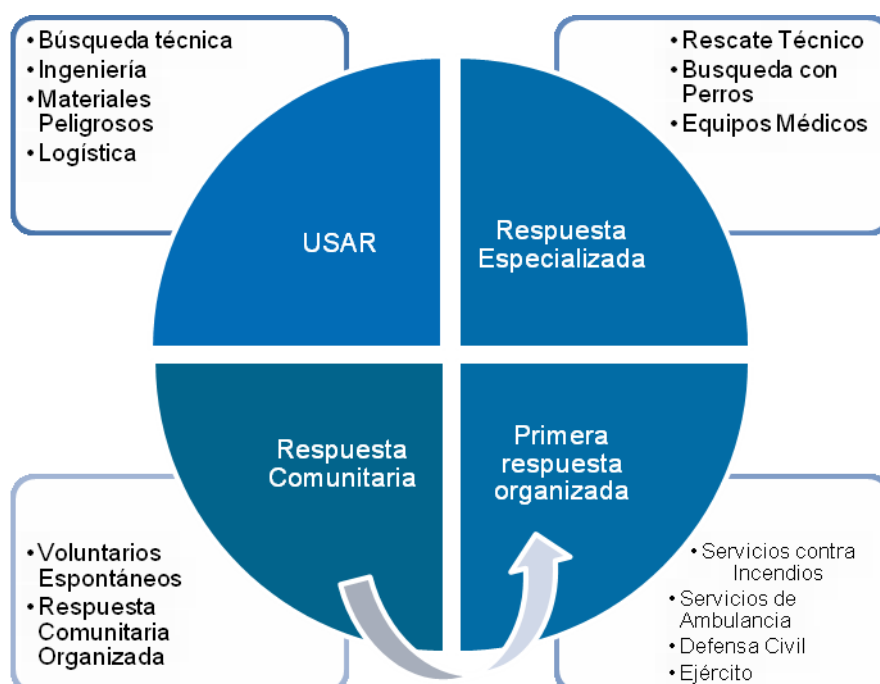 • Búsqueda técnica
• Ingeniería
• Materiales
Peligrosos
• Logística
• Rescate Técnico
• Busqueda con
Perros
• Equipos Médicos
USAR
Respuesta
Especializada
Respuesta
Comunitaria
Primera
respuesta
organizada
• Voluntarios
Espontáneos
• Respuesta
Comunitaria
Organizada
• Servicios contra
Incendios
• Servicios de
Ambulancia
• Defensa Civil
• Ejército